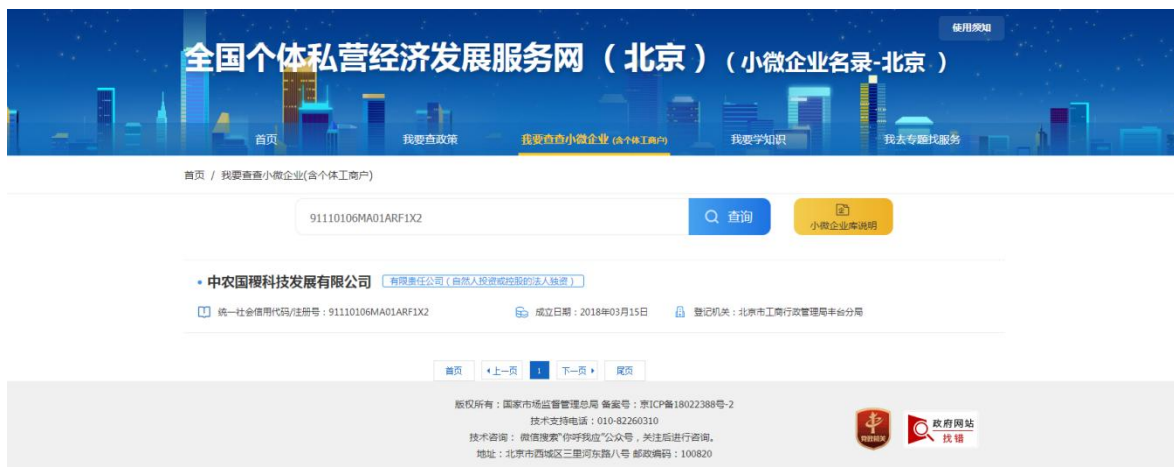 使用须知
全国个体私营经济发展服务网（北京）（小微企业名录-北京 ）
首页 我要查政策 我要查查小微企业 (含个体工商户) 我要学知识 我去专题找服务
首页 / 我要查查小微企业(含个体工商户)
91110106MA01ARF1X2 查询 小微企业库说明
中农国稷科技发展有限公司 有限责任公司（自然人投资或控股的法人独资）
统一社会信用代码/注册号：91110106MA01ARF1X2 成立日期：2018年03月15日 登记机关：北京市工商行政管理局丰台分局
首页 上一页 1 下一页 尾页
版权所有：国家市场监督管理总局 备案号：京ICP备18022388号-2
技术支持电话：010-82260310
技术咨询： 微信搜索“你呼我应”公众号，关注后进行咨询。
地址：北京市西城区三里河东路八号 邮政编码：100820
党政机关
政府网站
找错